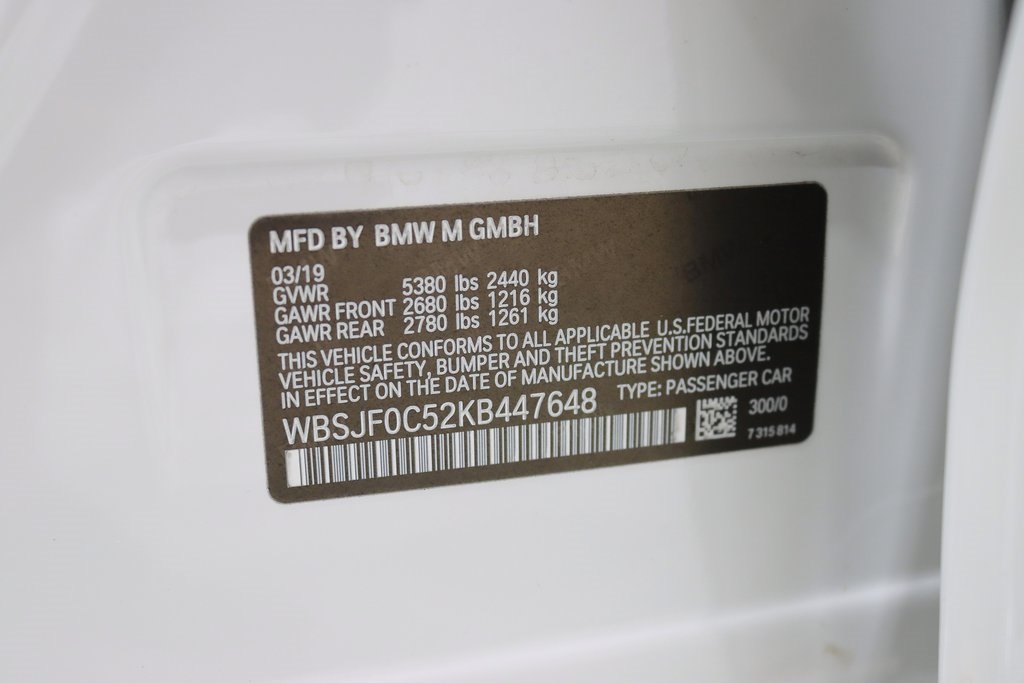 MFD BY BMW M GMBH
03/19
GVWR 5380 lbs 2440 kg
GAWR FRONT 2680 lbs 1216 kg
GAWR REAR 2780 lbs 1261 kg
THIS VEHICLE CONFORMS TO ALL APPLICABLE U.S.FEDERAL MOTOR
VEHICLE SAFETY, BUMPER AND THEFT PREVENTION STANDARDS
IN EFFECT ON THE DATE OF MANUFACTURE SHOWN ABOVE.
WBSJF0C52KB447648 TYPE: PASSENGER CAR
300/0
7 315 814